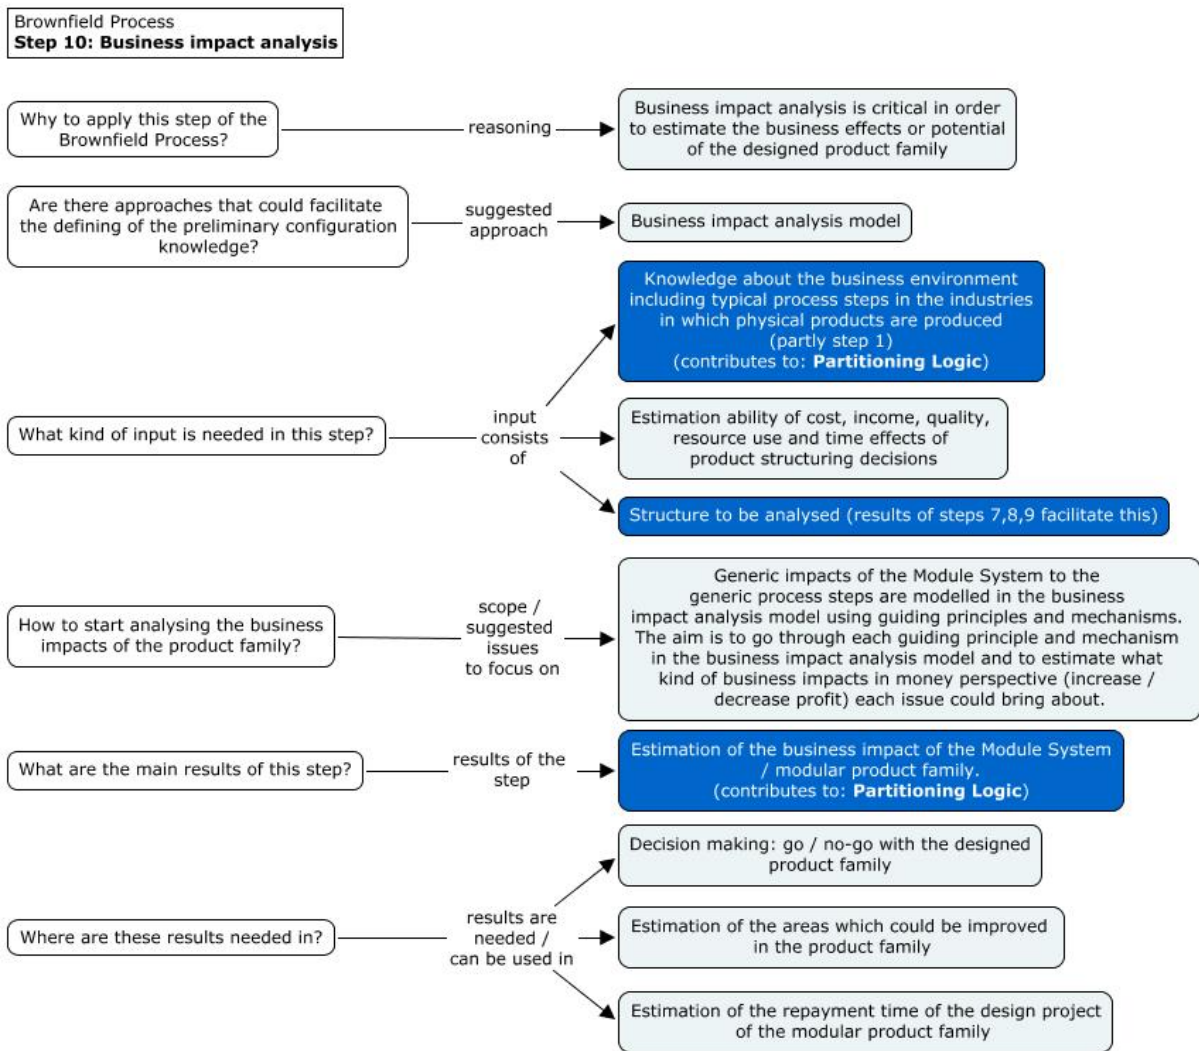 Brownfield Process
Step 10: Business impact analysis
Why to apply this step of the
Brownfield Process?
reasoning
Business impact analysis is critical in order
to estimate the business effects or potential
of the designed product family
Are there approaches that could facilitate
the defining of the preliminary configuration
knowledge?
suggested
approach
Business impact analysis model
What kind of input is needed in this step?
input
consists
of
Knowledge about the business environment
including typical process steps in the industries
in which physical products are produced
(partly step 1)
(contributes to: Partitioning Logic)
Estimation ability of cost, income, quality,
resource use and time effects of
product structuring decisions
Structure to be analysed (results of steps 7,8,9 facilitate this)
How to start analysing the business
impacts of the product family?
scope /
suggested
issues
to focus on
Generic impacts of the Module System to the
generic process steps are modelled in the business
impact analysis model using guiding principles and mechanisms.
The aim is to go through each guiding principle and mechanism
in the business impact analysis model and to estimate what
kind of business impacts in money perspective (increase /
decrease profit) each issue could bring about.
What are the main results of this step?
results of the
step
Estimation of the business impact of the Module System
/ modular product family.
(contributes to: Partitioning Logic)
Where are these results needed in?
results are
needed /
can be used in
Decision making: go / no-go with the designed
product family
Estimation of the areas which could be improved
in the product family
Estimation of the repayment time of the design project
of the modular product family